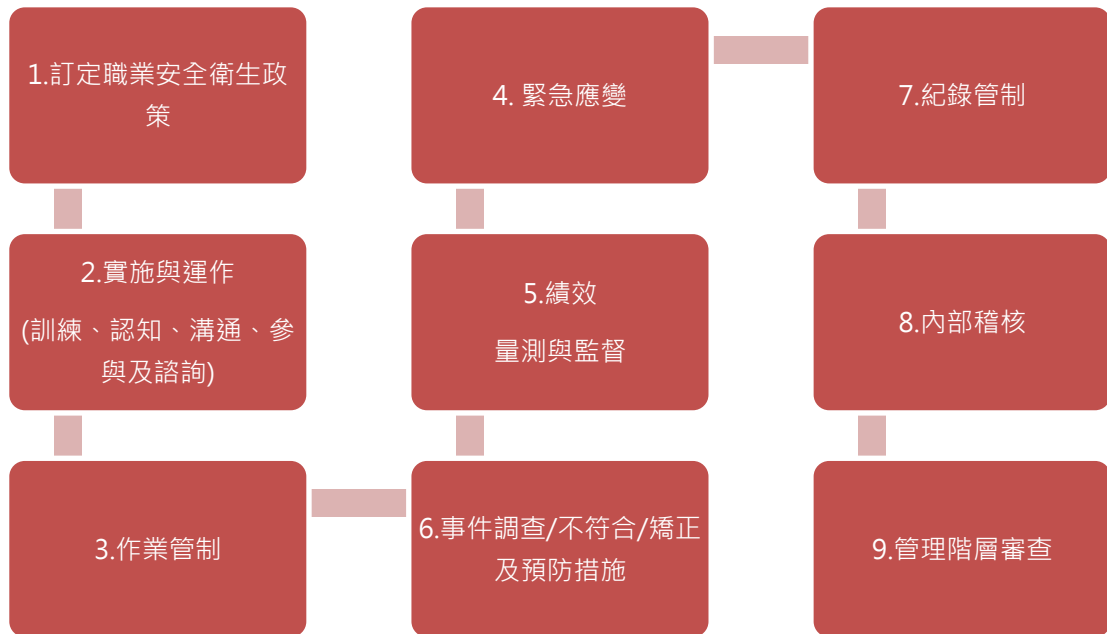 1.訂定職業安全衛生政
策
2.實施與運作
(訓練、認知、溝通、參
與及諮詢)
3.作業管制
4. 緊急應變
5.績效
量測與監督
6.事件調查/不符合/矯正
及預防措施
7.紀錄管制
8.內部稽核
9.管理階層審查